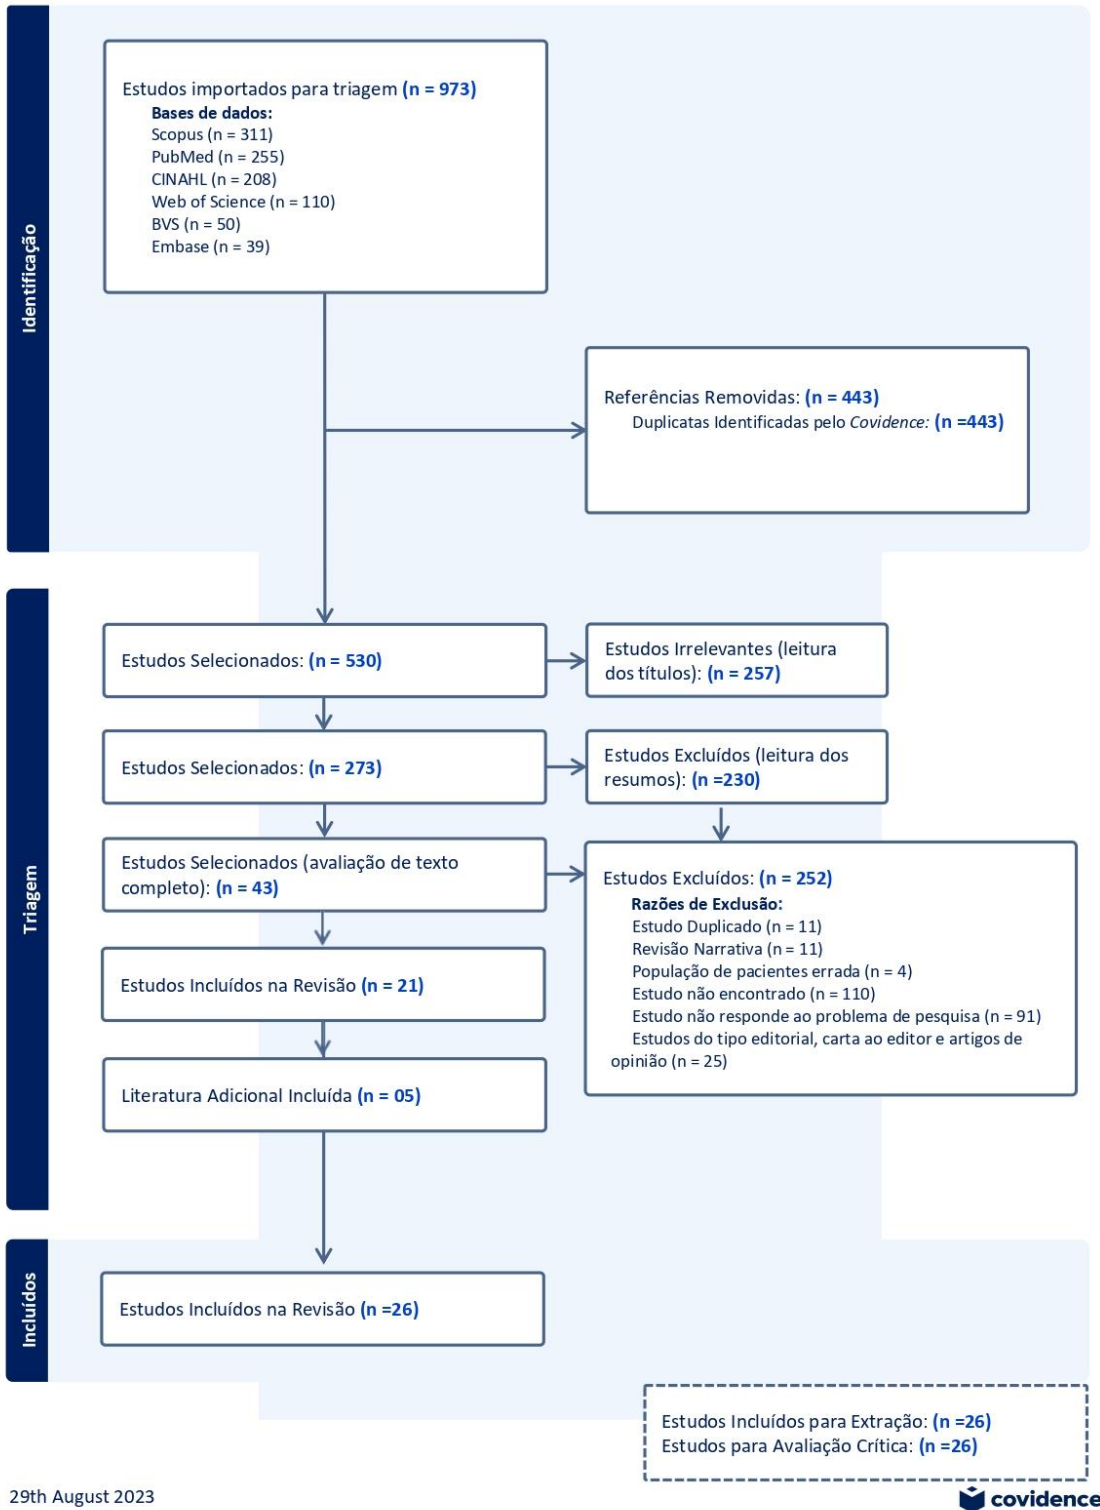 Identificação
Estudos importados para triagem (n = 973)
Bases de dados:
Scopus (n = 311)
PubMed (n = 255)
CINAHL (n = 208)
Web of Science (n = 110)
BVS (n = 50)
Embase (n = 39)
Referências Removidas: (n = 443)
Duplicatas Identificadas pelo Covidence: (n =443)
Triagem
Estudos Selecionados: (n = 530)
Estudos Irrelevantes (leitura
dos títulos): (n = 257)
Estudos Selecionados: (n = 273)
Estudos Excluídos (leitura dos
resumos): (n =230)
Estudos Selecionados (avaliação de texto
completo): (n = 43)
Estudos Excluídos: (n = 252)
Razões de Exclusão:
Estudo Duplicado (n = 11)
Revisão Narrativa (n = 11)
População de pacientes errada (n = 4)
Estudo não encontrado (n = 110)
Estudo não responde ao problema de pesquisa (n = 91)
Estudos do tipo editorial, carta ao editor e artigos de
opinião (n = 25)
Estudos Incluídos na Revisão (n = 21)
Literatura Adicional Incluída (n = 05)
Incluídos
Estudos Incluídos na Revisão (n =26)
Estudos Incluídos para Extração: (n =26)
Estudos para Avaliação Crítica: (n =26)
29th August 2023
covidence